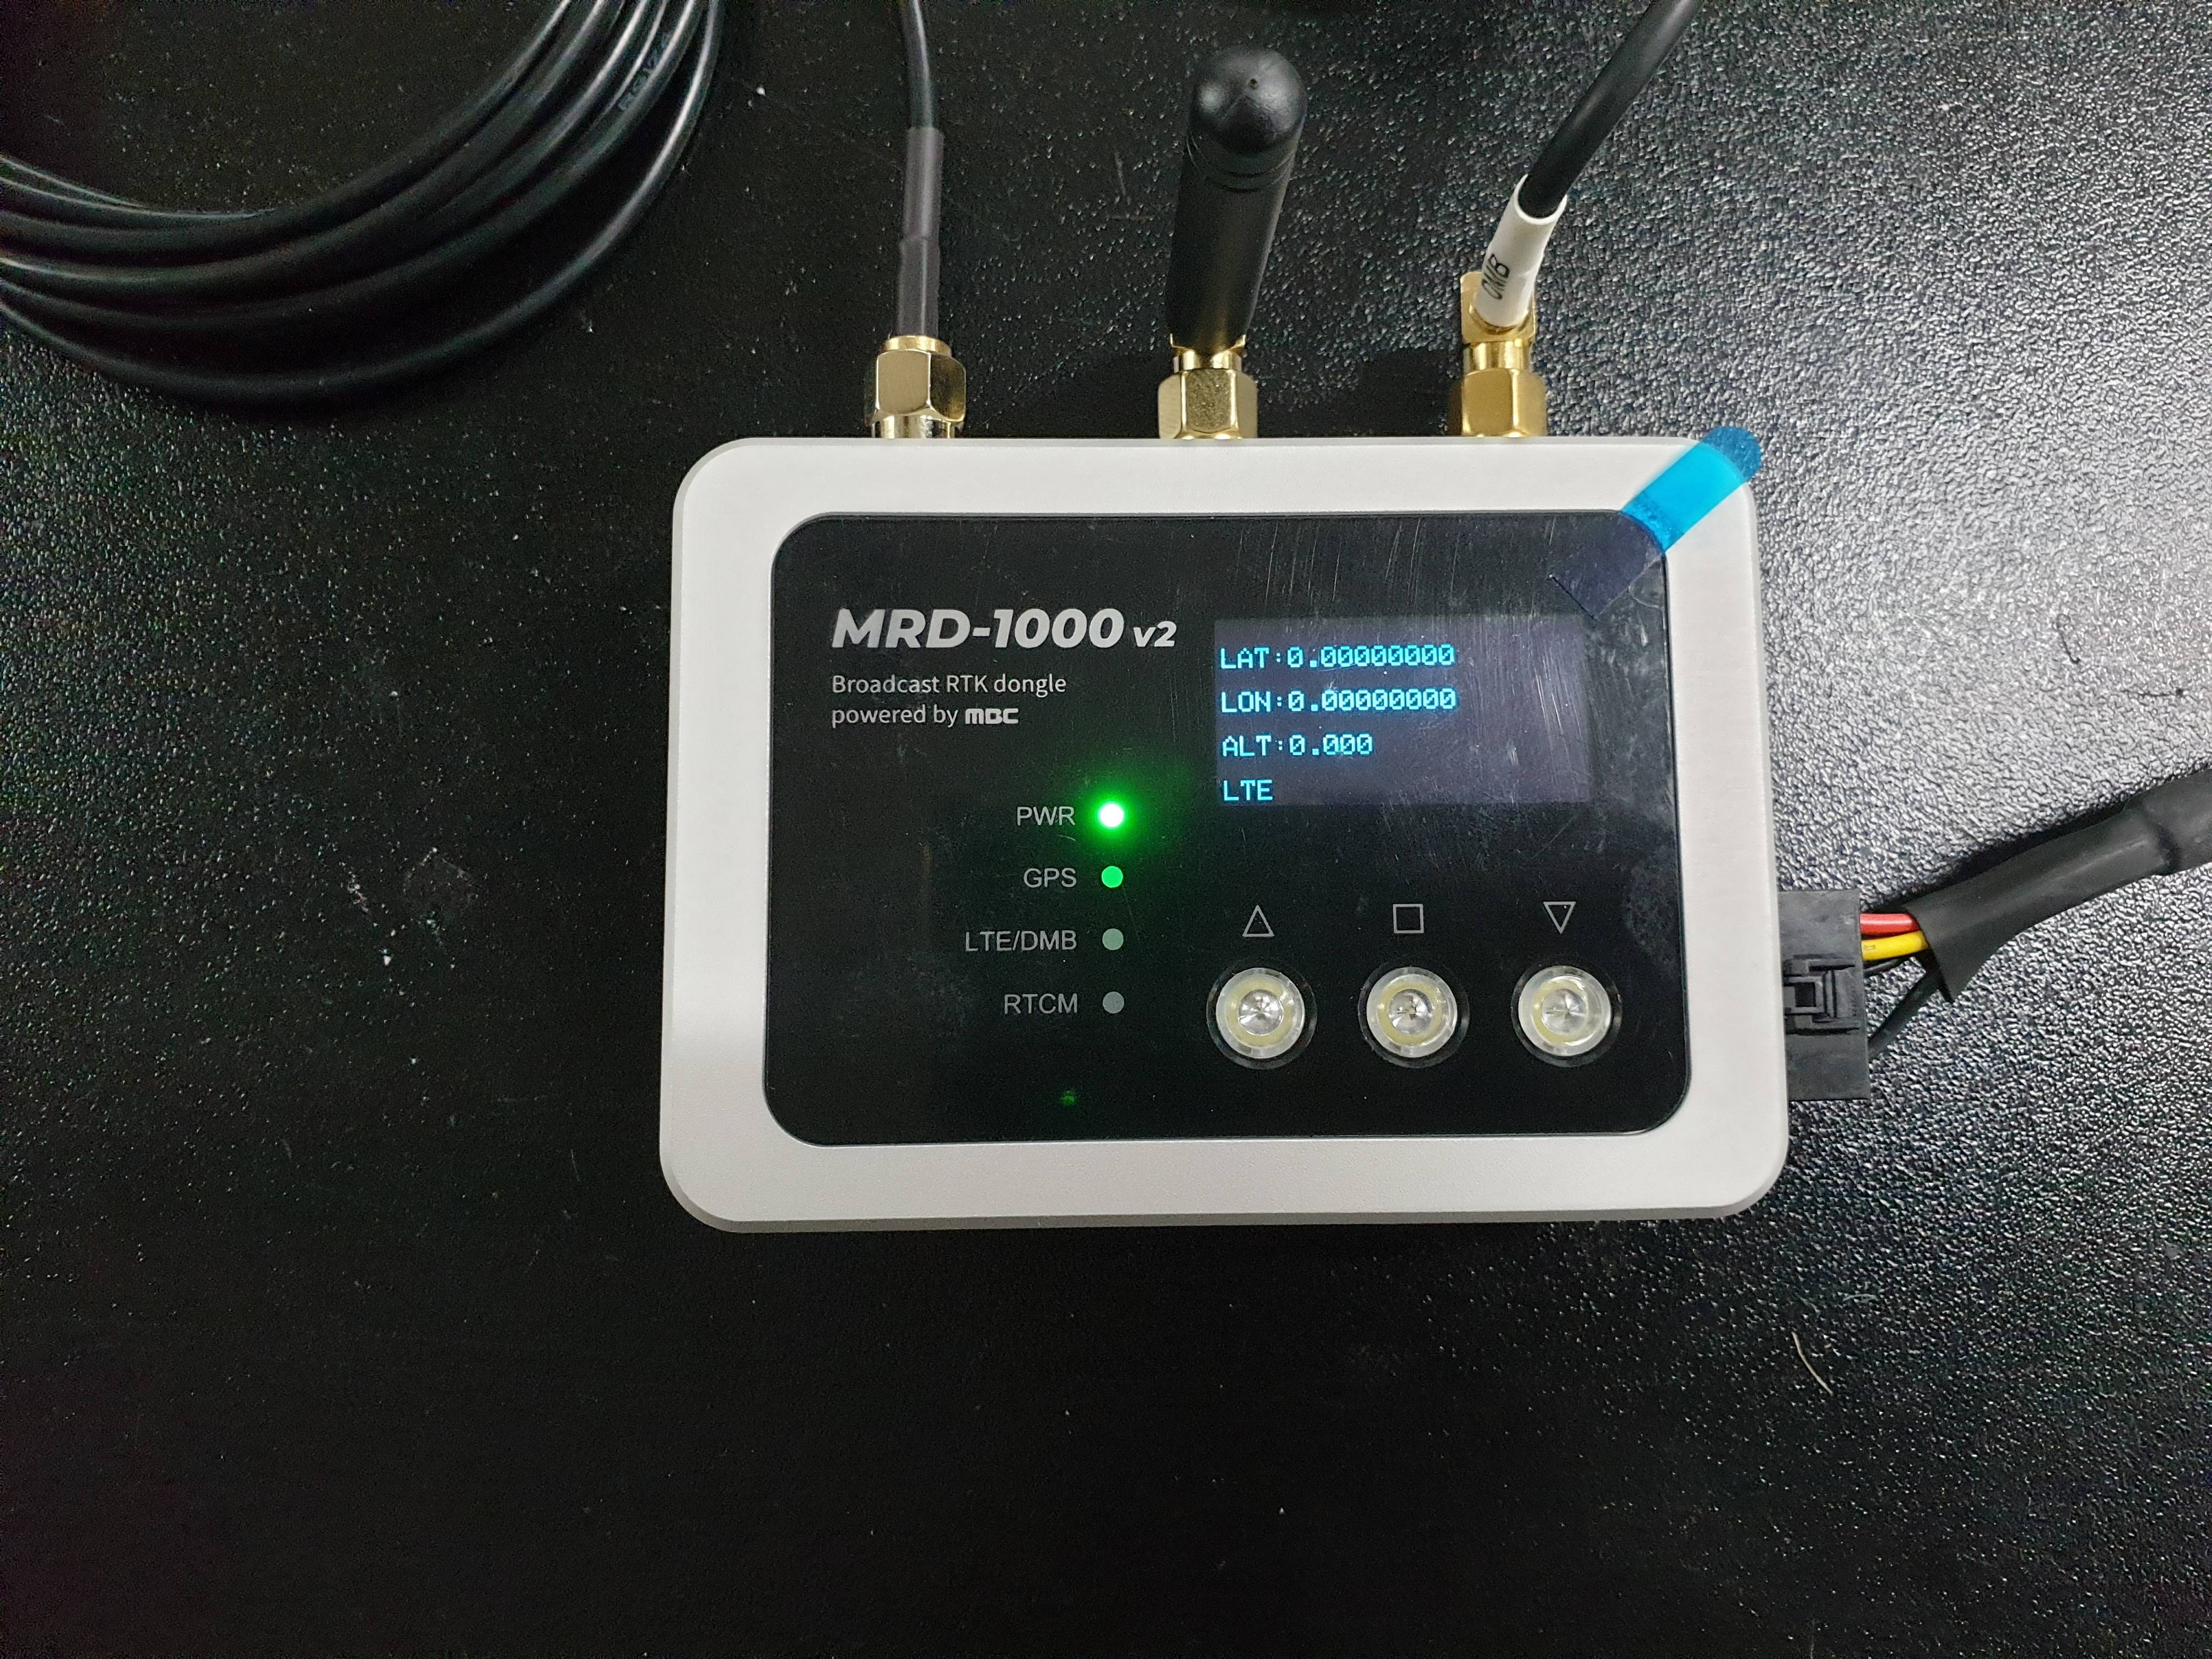 DMB
MRD-1000 v2
Broadcast RTK dongle
powered by MBC
LAT:0.00000000
LON:0.00000000
ALT:0.000
LTE
PWR
GPS
LTE/DMB
RTCM